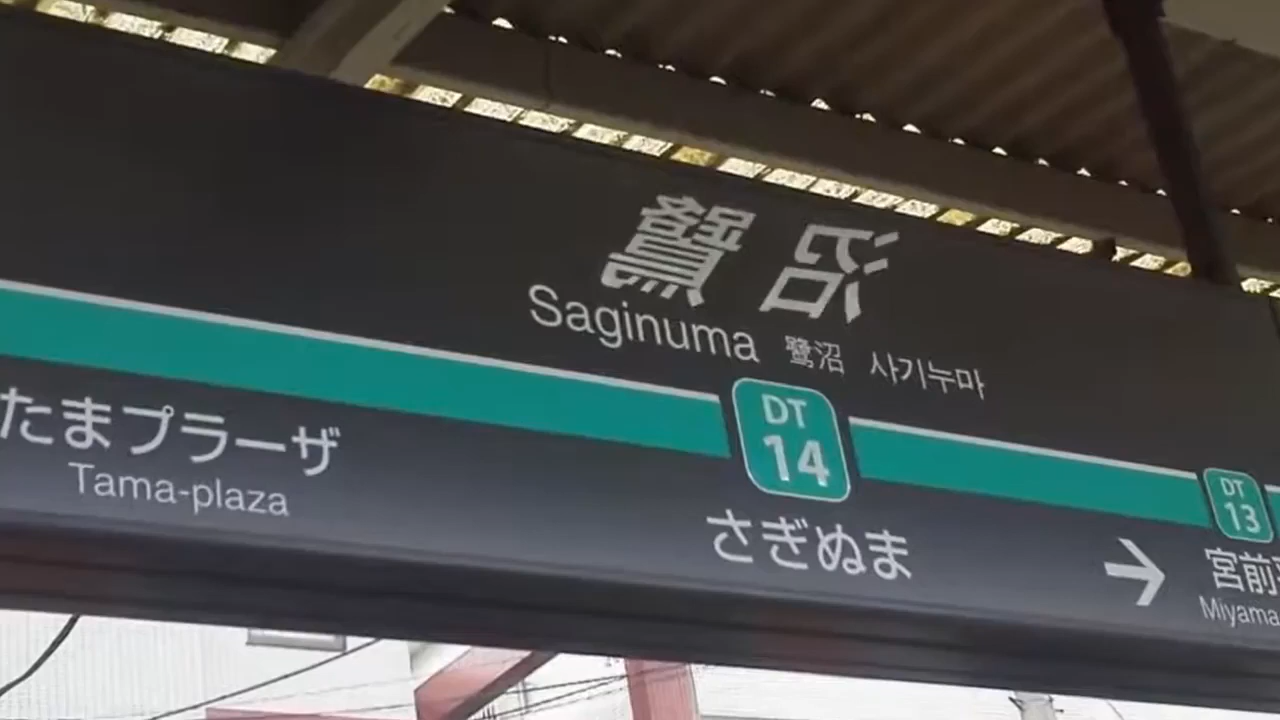 鷺沼
Saginuma 鷺沼 사기누마
DT
14
DT
13
たまプラーザ
Tama-plaza
さぎぬま
→
宮前
Miyama